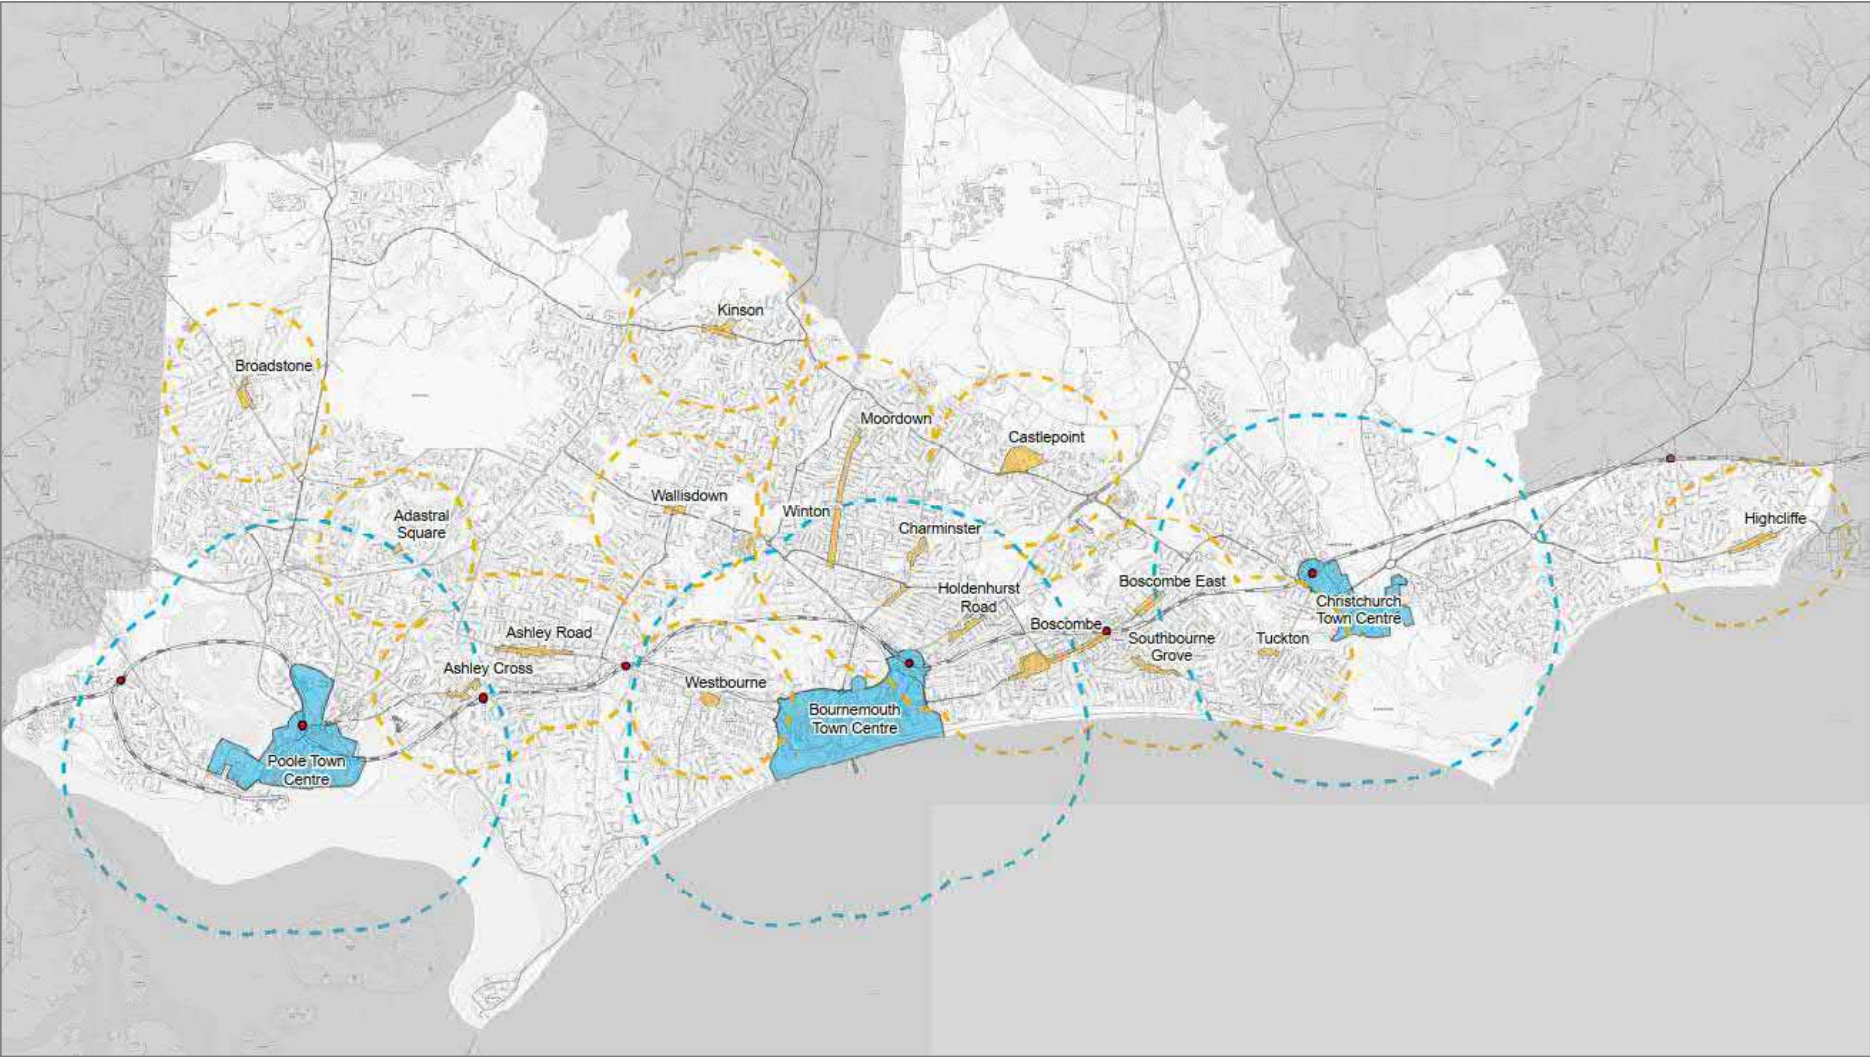 Kinson
Broadstone
Moordown
Castlepoint
Wallisdown
Winton
Adastral
Square
Charminster
Highcliffe
Boscombe East
Holdenhurst
Road
Christchurch
Town Centre
Boscombe
Ashley Road
Southbourne
Grove
Tuckton
Ashley Cross
Westbourne
Bournemouth
Town Centre
Poole Town
Centre